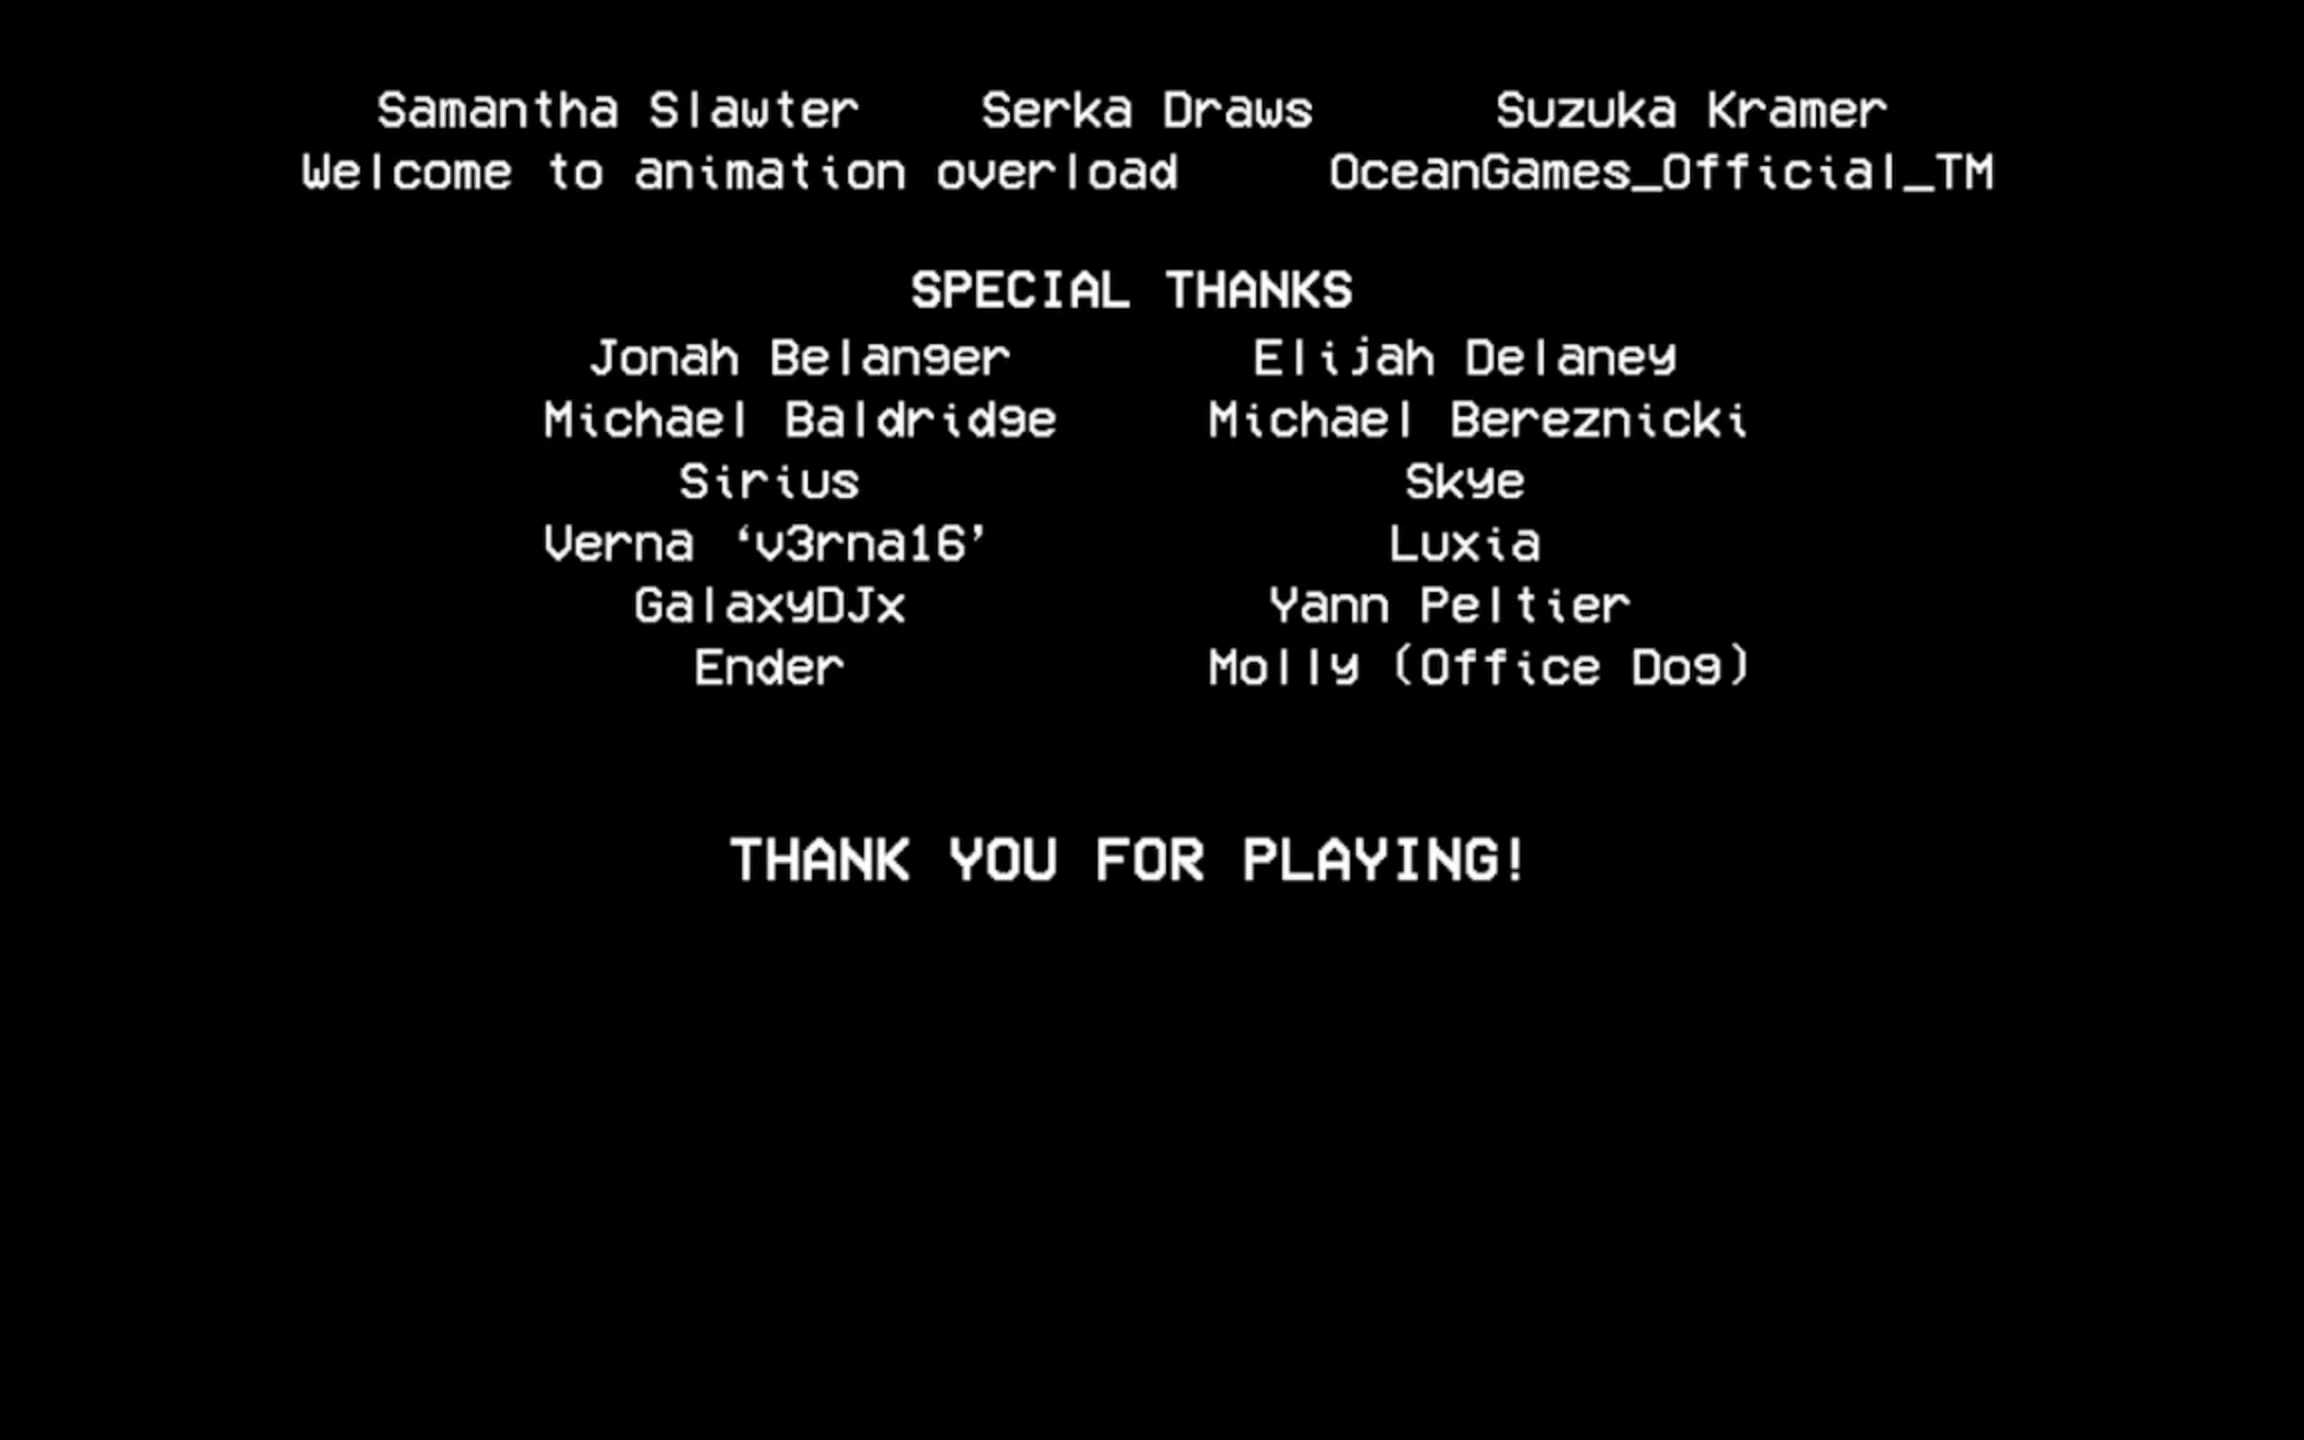 Samantha Slawter Serka Draws Suzuka Kramer
Welcome to animation overload OceanGames_Official_TM
SPECIAL THANKS
Jonah Belanger Elijah Delaney
Michael Baldridge Michael Bereznicki
Sirius Skye
Verna ‘v3rna16’ Luxia
GalaxyDJx Yann Peltier
Ender Molly (Office Dog)
THANK YOU FOR PLAYING!